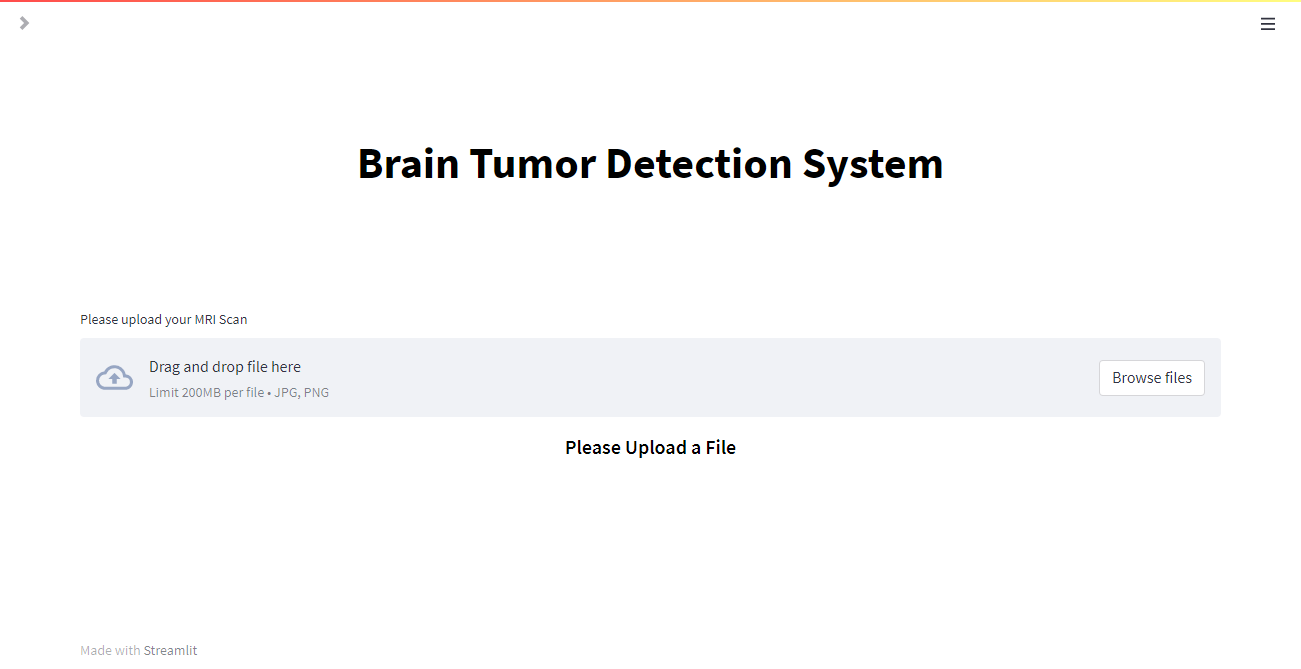 Brain Tumor Detection System
Please upload your MRI Scan
Drag and drop file here
Limit 200MB per file • JPG, PNG
Browse files
Please Upload a File
Made with Streamlit